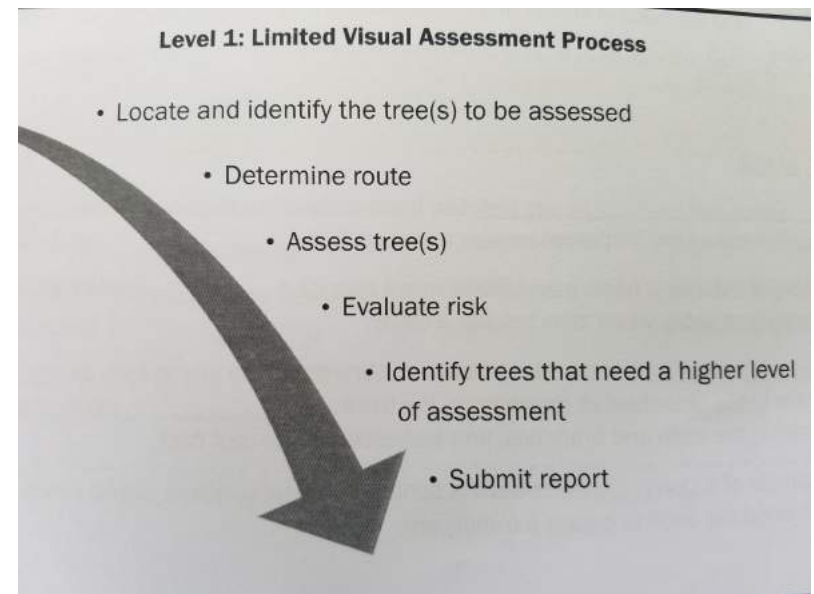 Level 1: Limited Visual Assessment Process
• Locate and identify the tree(s) to be assessed
• Determine route
• Assess tree(s)
• Evaluate risk
• Identify trees that need a higher level
of assessment
• Submit report